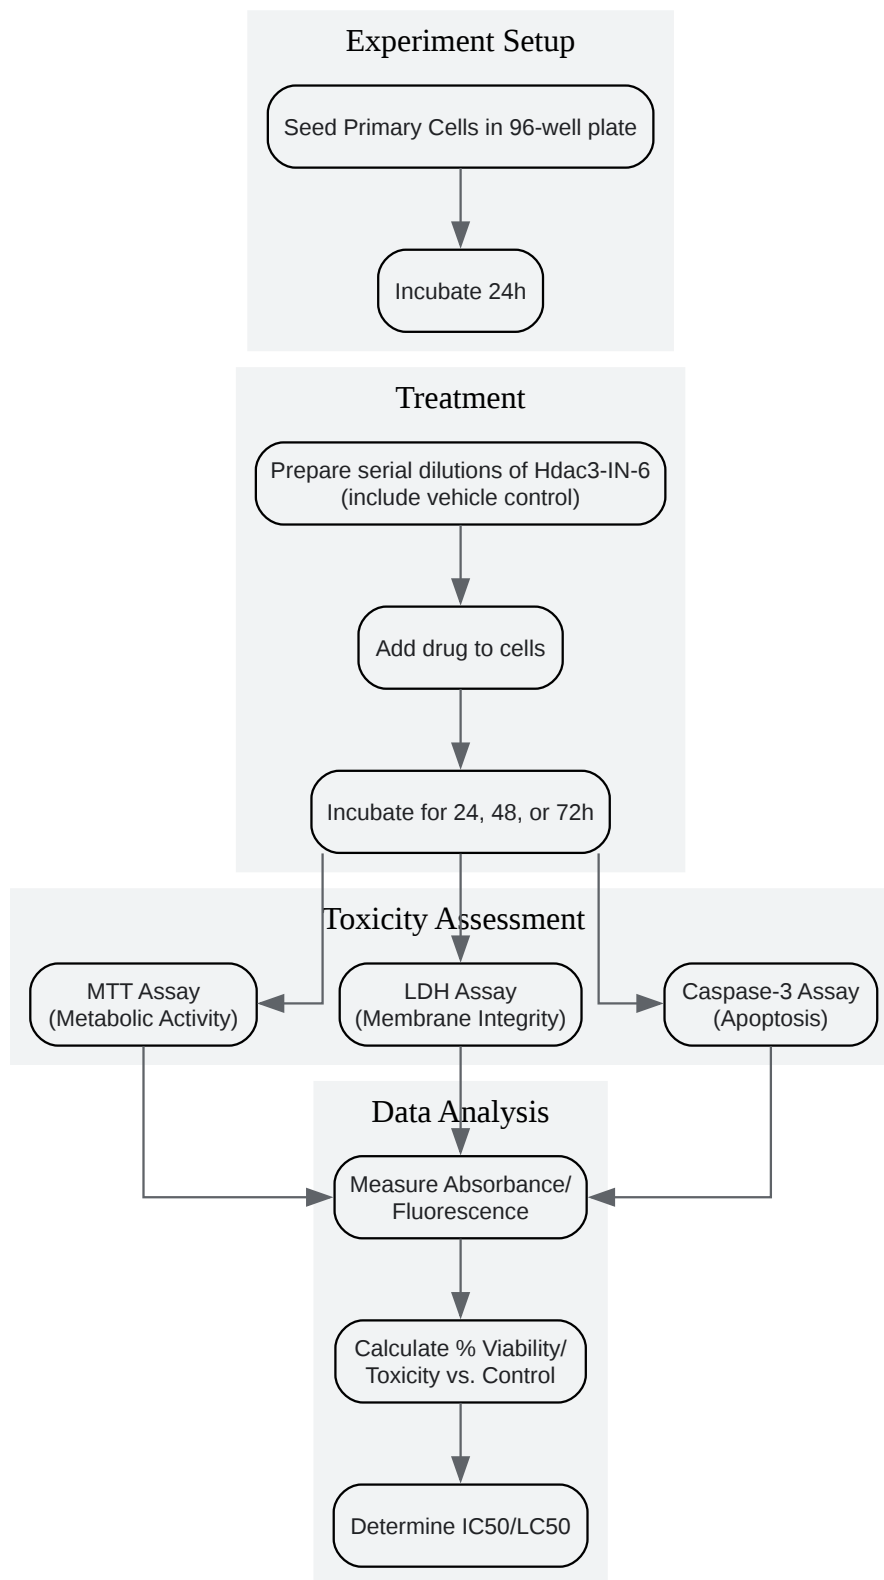 Experiment Setup
Seed Primary Cells in 96-well plate
Incubate 24h
Treatment
Prepare serial dilutions of Hdac3-IN-6
(include vehicle control)
Add drug to cells
Incubate for 24, 48, or 72h
Toxicity Assessment
MTT Assay
(Metabolic Activity)
LDH Assay
(Membrane Integrity)
Caspase-3 Assay
(Apoptosis)
Data Analysis
Measure Absorbance/
Fluorescence
Calculate % Viability/
Toxicity vs. Control
Determine IC50/LC50